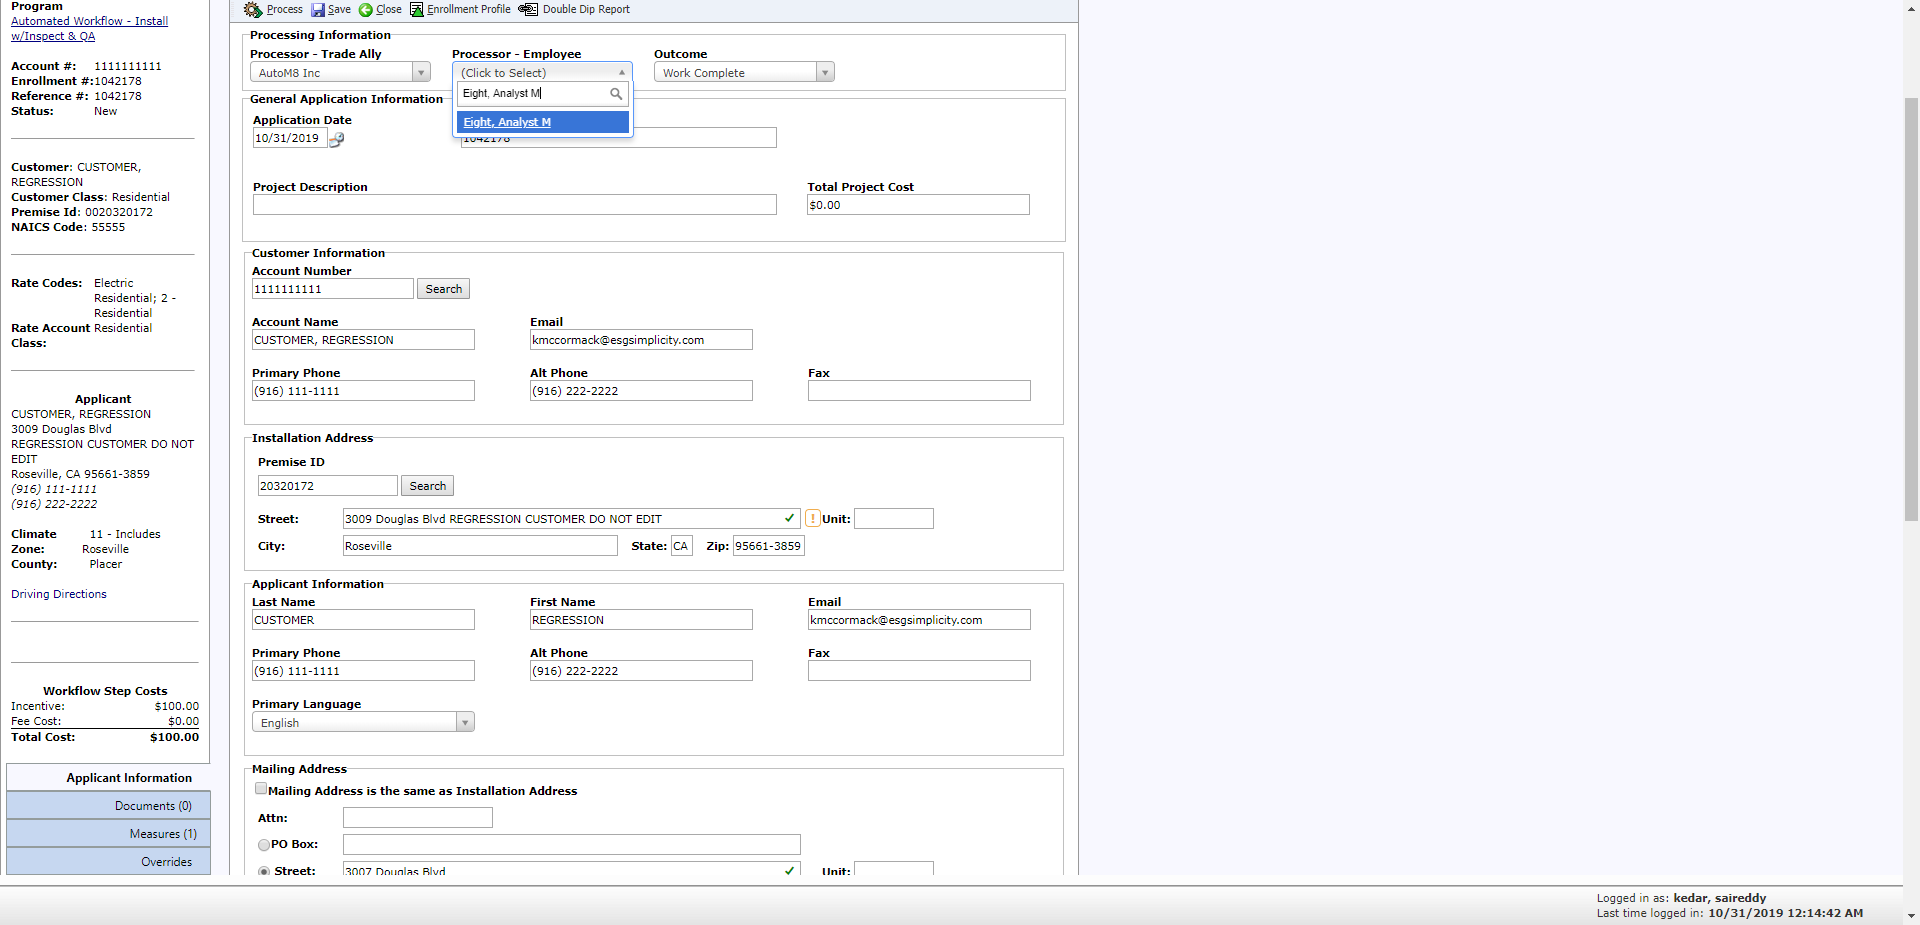 Program
Automated Workflow - Install
w/Inspect & QA
Account #: 1111111111
Enrollment #:1042178
Reference #: 1042178
Status: New
Customer: CUSTOMER,
REGRESSION
Customer Class: Residential
Premise Id: 0020320172
NAICS Code: 55555
Rate Codes: Electric
Residential; 2 -
Residential
Rate Account Residential
Class:
Applicant
CUSTOMER, REGRESSION
3009 Douglas Blvd
REGRESSION CUSTOMER DO NOT
EDIT
Roseville, CA 95661-3859
(916) 111-1111
(916) 222-2222
Climate 11 - Includes
Zone: Roseville
County: Placer
Driving Directions
Workflow Step Costs
Incentive: $100.00
Fee Cost: $0.00
Total Cost: $100.00
Applicant Information
Documents (0)
Measures (1)
Overrides
Process Save Close Enrollment Profile Double Dip Report
Processing Information
Processor - Trade Ally Processor - Employee Outcome
AutoM8 Inc (Click to Select) Work Complete
Eight, Analyst M
Eight, Analyst M
General Application Information
Application Date
10/31/2019 1042178
Project Description Total Project Cost
$0.00
Customer Information
Account Number
1111111111 Search
Account Name Email
CUSTOMER, REGRESSION kmccormack@esgsimplicity.com
Primary Phone Alt Phone Fax
(916) 111-1111 (916) 222-2222
Installation Address
Premise ID
20320172 Search
Street: 3009 Douglas Blvd REGRESSION CUSTOMER DO NOT EDIT ! Unit:
City: Roseville State: CA Zip: 95661-3859
Applicant Information
Last Name First Name Email
CUSTOMER REGRESSION kmccormack@esgsimplicity.com
Primary Phone Alt Phone Fax
(916) 111-1111 (916) 222-2222
Primary Language
English
Mailing Address
Mailing Address is the same as Installation Address
Attn:
PO Box:
Street: 3007 Douglas Blvd Unit:
Logged in as: kedar, saireddy
Last time logged in: 10/31/2019 12:14:42 AM